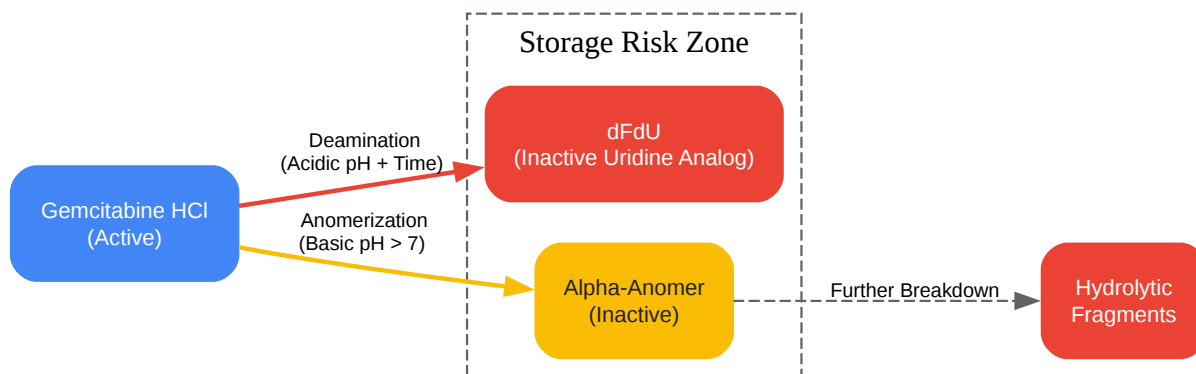 Storage Risk Zone
dFdU
(Inactive Uridine Analog)
Deamination
(Acidic pH + Time)
Gemcitabine HCl
(Active)
Anomerization
(Basic pH > 7)
Alpha-Anomer
(Inactive)
Further Breakdown
Hydrolytic
Fragments